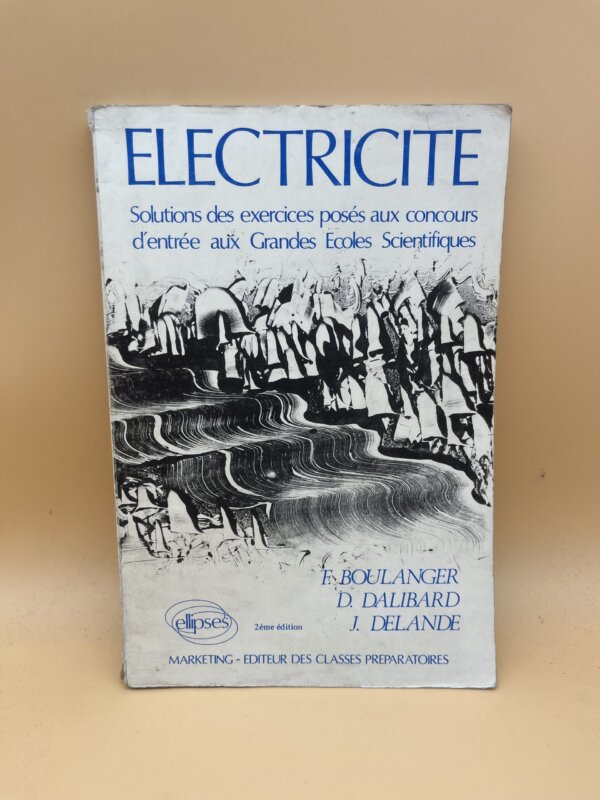 ELECTRICITE
Solutions des exercices posés aux concours
d'entrée aux Grandes Ecoles Scientifiques
F. BOULANGER
D. DALIBARD
J. DELANDE
ellipses
2ème édition
MARKETING - EDITEUR DES CLASSES PREPARATOIRES